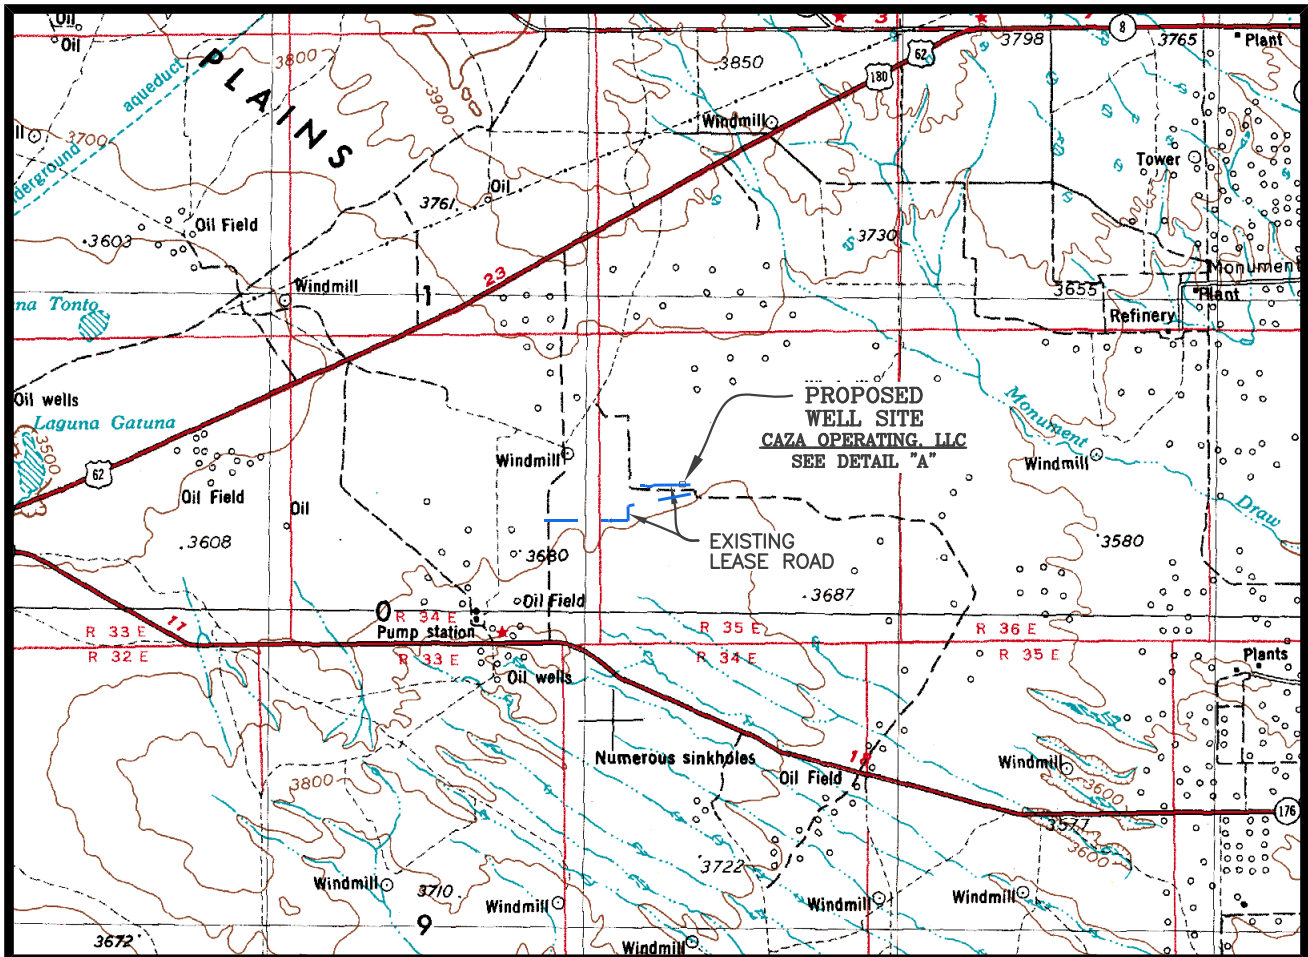 Oil
Oil
PLAINS
3800
3900
3850
3
62
180
3798
8
3765
Plant
aqueduct
3700
Windmill
Tower
derground
Oil
3761
Oil Field
3603
3730
23
1
Windmill
Monument
Plant
3655
Refinery
na Tonto
Oil wells
Laguna Gatuna
3500
62
Oil Field
Oil
3608
PROPOSED
WELL SITE
CAZA OPERATING, LLC
SEE DETAIL "A"
Windmill
Monument
Draw
Windmill
3580
EXISTING
LEASE ROAD
3680
3687
Oil Field
0
R 34 E
Pump station
11
R 33 E
R 32 E
R 33 E
R 35 E
R 34 E
R 36 E
R 35 E
Plants
Oil wells
Numerous sinkholes
Oil Field
18
Windmill
3600
3577
3600
176
3800
3722
Windmill
3710
Windmill
Windmill
Windmill
9
3672
Windmill